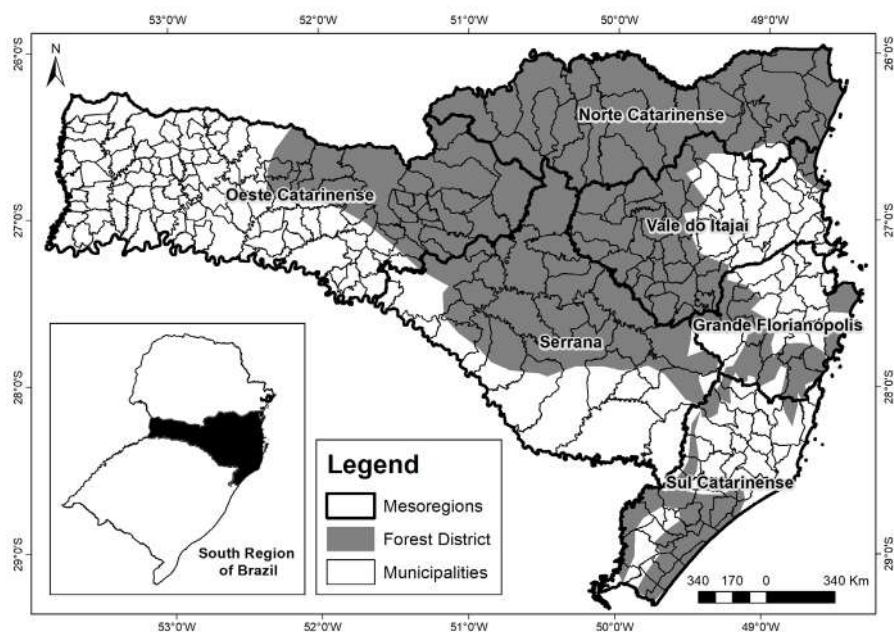 53°0'W 52°0'W 51°0'W 50°0'W 49°0'W
26°0'S 26°0'S
N
Norte Catarinense
Oeste Catarinense
27°0'S 27°0'S
Vale do Itajaí
Grande Florianópolis
Serrana
28°0'S 28°0'S
Legend
Mesoregions
Sul Catarinense
Forest District
South Region
of Brazil
Municipalities
29°0'S 29°0'S
340 170 0 340 Km
53°0'W 52°0'W 51°0'W 50°0'W 49°0'W